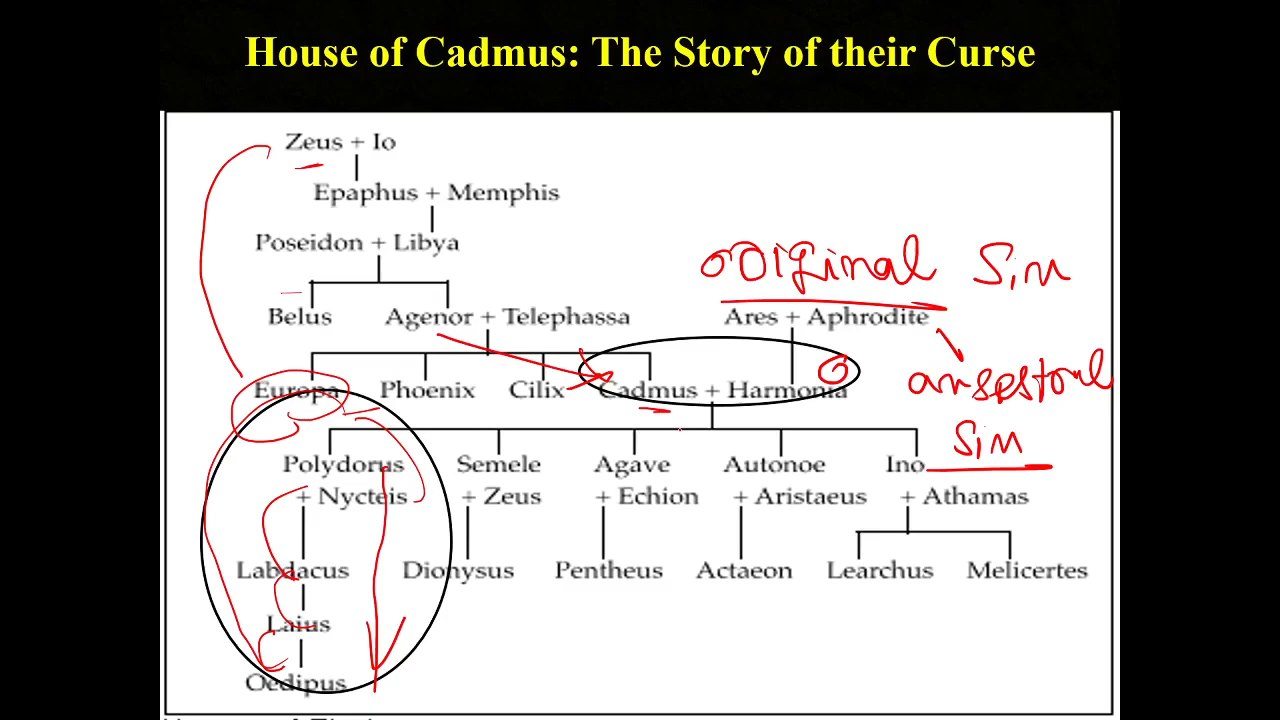 House of Cadmus: The Story of their Curse
Zeus + Io
Epaphus + Memphis
Poseidon + Libya
original Sin
Belus Agenor + Telephassa Ares + Aphrodite
Europa Phoenix Cilix Cadmus + Harmonia
ansestoral
Sin
Polydorus Semele Agave Autonoe Ino
+ Nycteis + Zeus + Echion + Aristaeus + Athamas
Labdacus Dionysus Pentheus Actaeon Learchus Melicertes
Laius
Oedipus